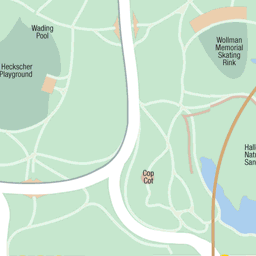 Wading
Pool
Heckscher
Playground
Wollman
Memorial
Skating
Rink
Cop
Cot
Hall
Natu
San